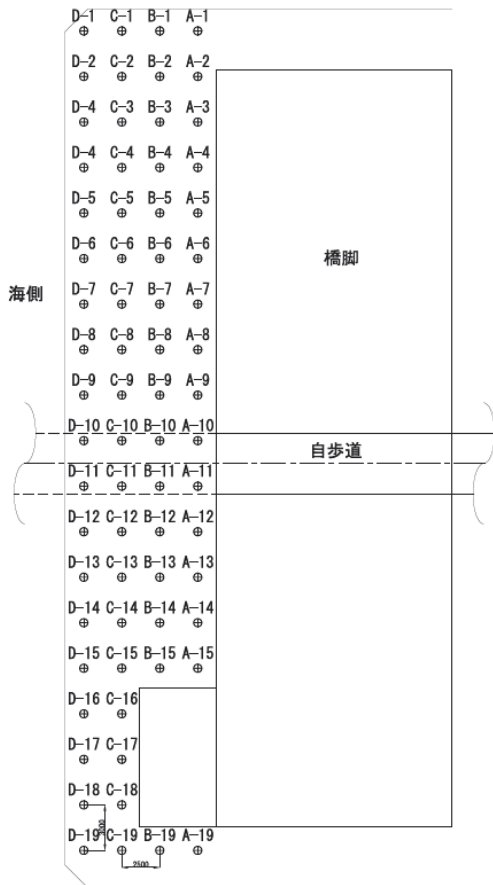 D-1 C-1 B-1 A-1
D-2 C-2 B-2 A-2
D-4 C-3 B-3 A-3
D-4 C-4 B-4 A-4
D-5 C-5 B-5 A-5
D-6 C-6 B-6 A-6
橋脚
海側
D-7 C-7 B-7 A-7
D-8 C-8 B-8 A-8
D-9 C-9 B-9 A-9
D-10 C-10 B-10 A-10
自歩道
D-11 C-11 B-11 A-11
D-12 C-12 B-12 A-12
D-13 C-13 B-13 A-13
D-14 C-14 B-14 A-14
D-15 C-15 B-15 A-15
D-16 C-16
D-17 C-17
D-18 C-18
D-19 C-19 B-19 A-19
2500